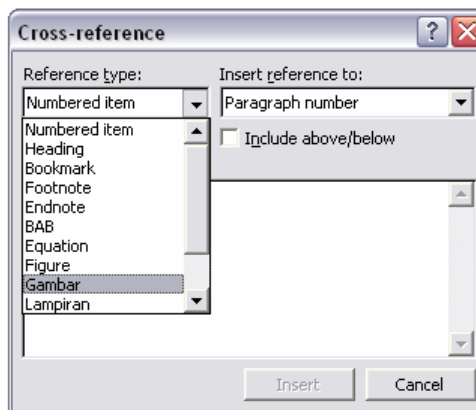 Cross-reference
Reference type:
Insert reference to:
Numbered item
Paragraph number
Numbered item
Heading
Bookmark
Footnote
Endnote
BAB
Equation
Figure
Gambar
Lampiran
Include above/below
Insert
Cancel